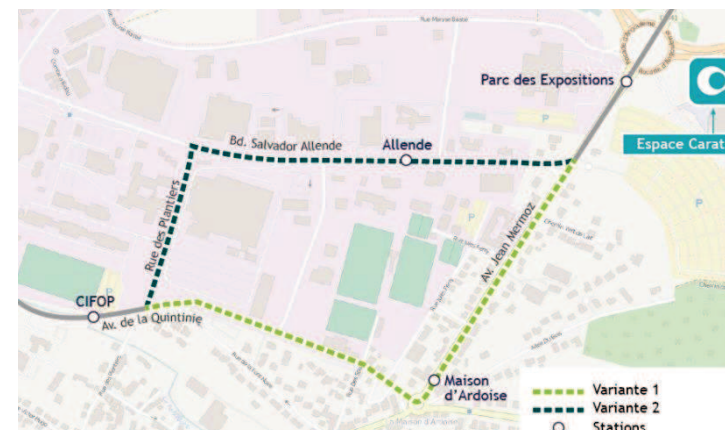 Parc des Expositions
Espace Carat
Bd. Salvador Allende
Allende
Rue des Plantiers
Av. Jean Mermoz
CIFOP
Av. de la Quintinie
Maison
d'Ardoise
Variante 1
Variante 2
Stations
P
P
P
P